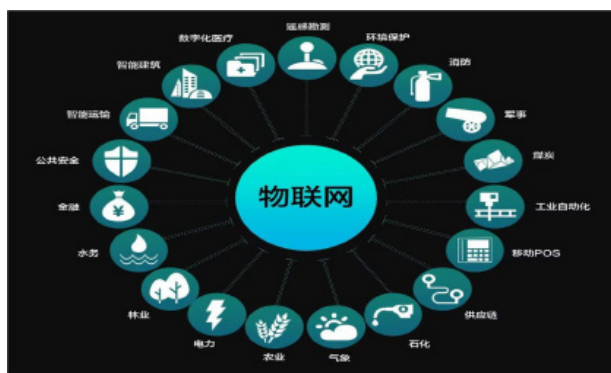 遥感勘测
环境保护
消防
军事
煤炭
工业自动化
移动POS
供应链
石化
气象
农业
电力
林业
水务
金融
公共安全
智能运输
智能建筑
数字化医疗
物联网